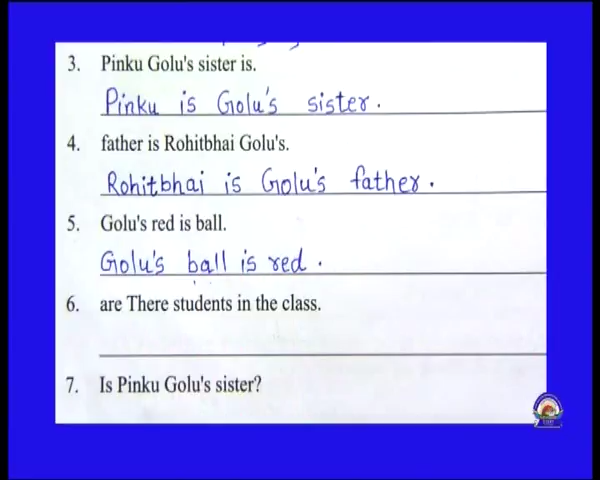 3. Pinku Golu's sister is.
Pinku is Golu's sister.
4. father is Rohitbhai Golu's.
Rohitbhai is Golu's father.
5. Golu's red is ball.
Golu's ball is red.
6. are There students in the class.
7. Is Pinku Golu's sister?